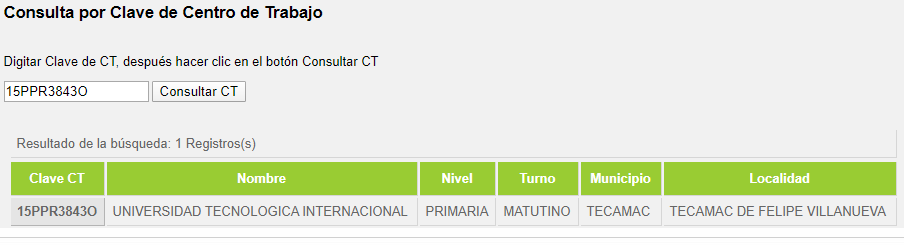 Consulta por Clave de Centro de Trabajo
Digitar Clave de CT, después hacer clic en el botón Consultar CT
15PPR3843O Consultar CT
Resultado de la búsqueda: 1 Registros(s)
Clave CT Nombre Nivel Turno Municipio Localidad
15PPR3843O UNIVERSIDAD TECNOLOGICA INTERNACIONAL PRIMARIA MATUTINO TECAMAC TECAMAC DE FELIPE VILLANUEVA